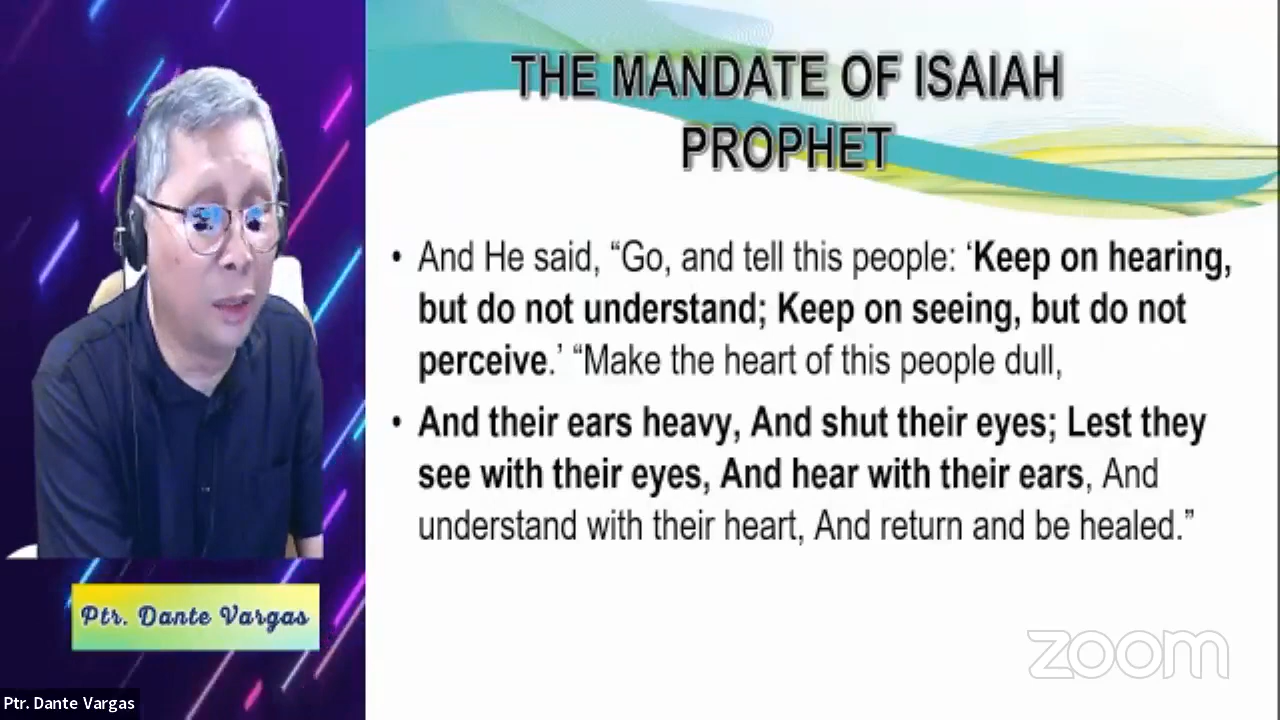 THE MANDATE OF ISAIAH
PROPHET
• And He said, “Go, and tell this people: ‘Keep on hearing,
but do not understand; Keep on seeing, but do not
perceive.’ “Make the heart of this people dull,
• And their ears heavy, And shut their eyes; Lest they
see with their eyes, And hear with their ears, And
understand with their heart, And return and be healed.”
Ptr. Dante Vargas
zoom
Ptr. Dante Vargas